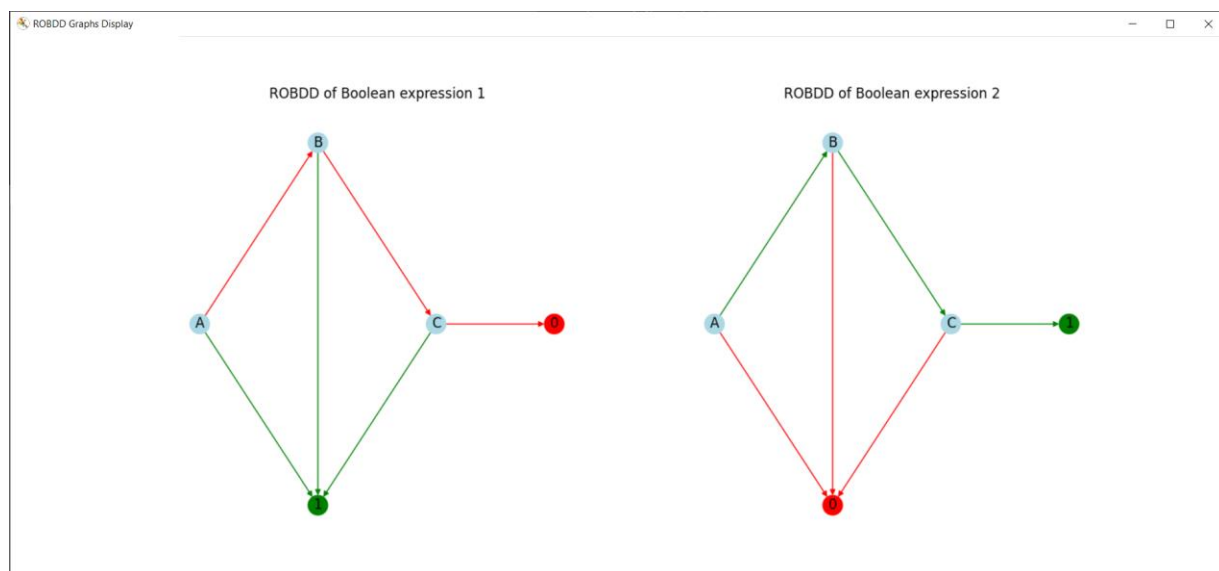 ROBDD Graphs Display
ROBDD of Boolean expression 1
B
A
C
0
1
ROBDD of Boolean expression 2
B
A
C
1
0